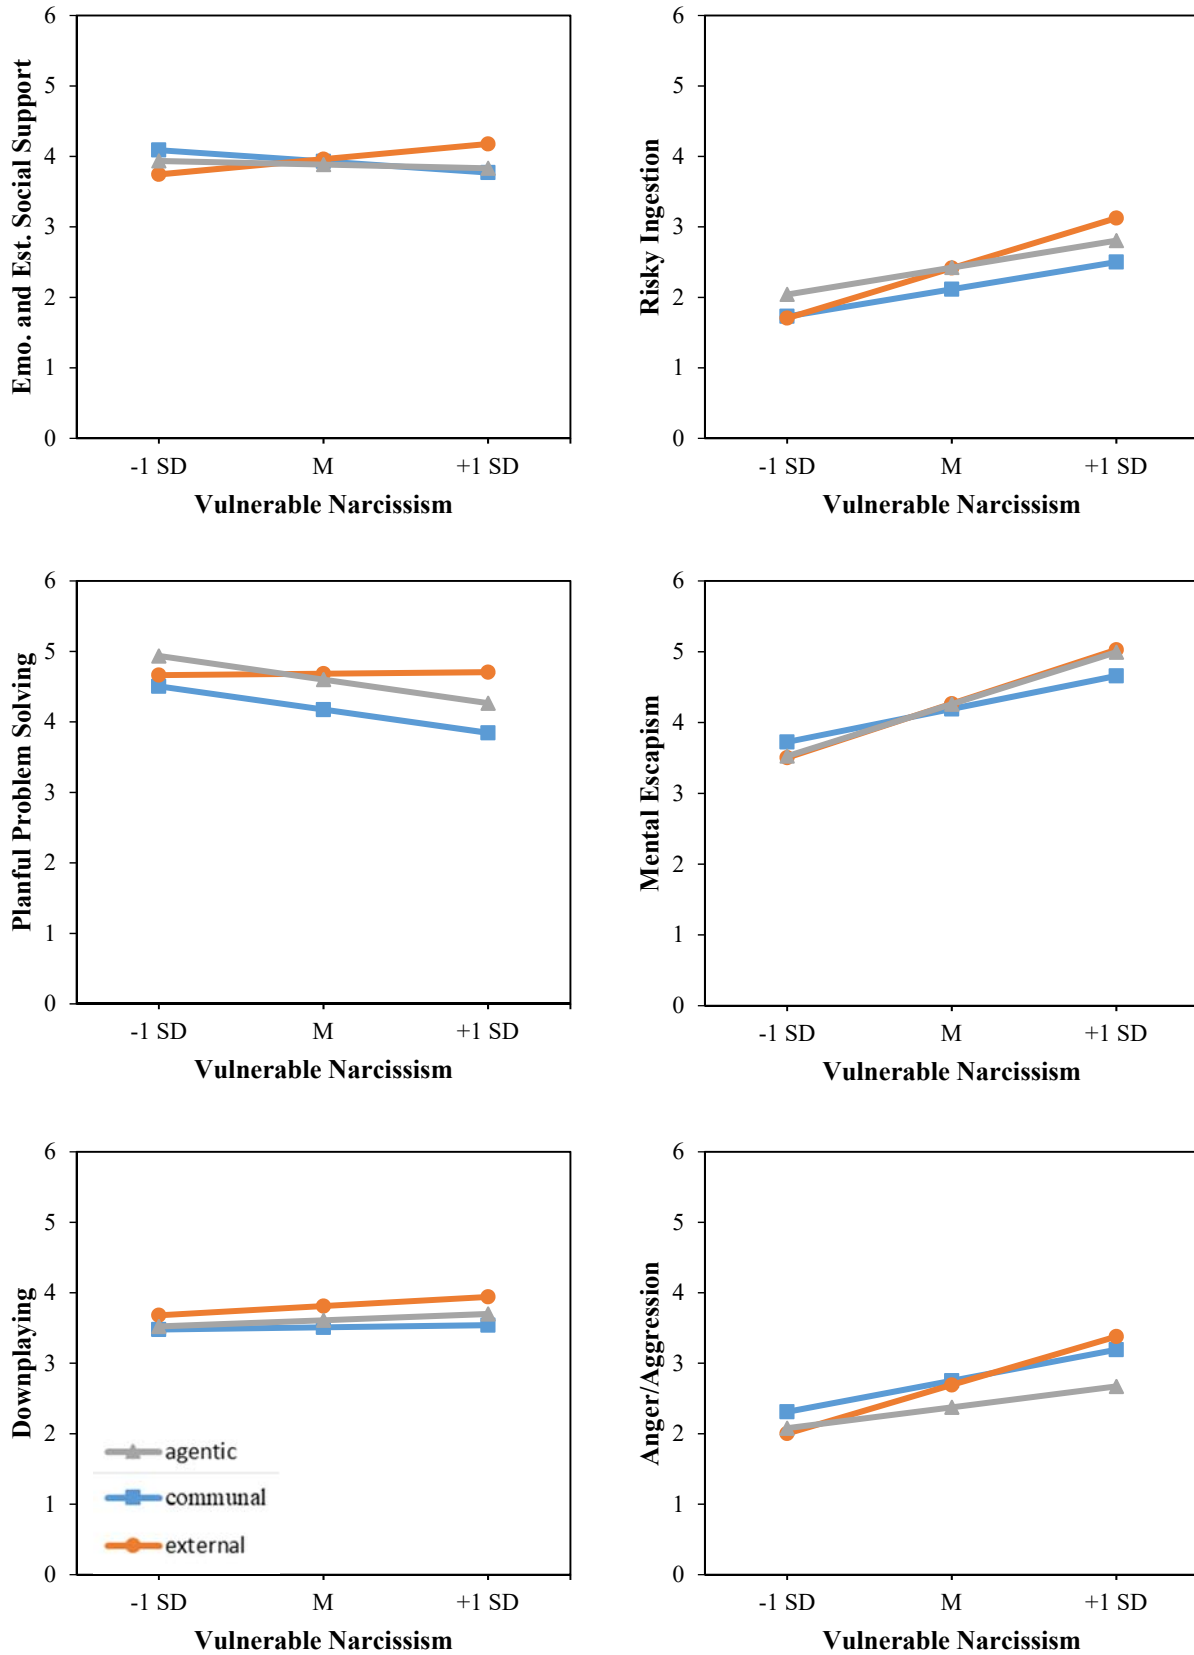 6
5
4
3
2
1
0
Emo. and Est. Social Support
-1 SD M +1 SD
Vulnerable Narcissism
6
5
4
3
2
1
0
Risky Ingestion
-1 SD M +1 SD
Vulnerable Narcissism
6
5
4
3
2
1
0
Planful Problem Solving
-1 SD M +1 SD
Vulnerable Narcissism
6
5
4
3
2
1
0
Mental Escapism
-1 SD M +1 SD
Vulnerable Narcissism
6
5
4
3
2
1
0
Downplaying
agentic
communal
external
-1 SD M +1 SD
Vulnerable Narcissism
6
5
4
3
2
1
0
Anger/Aggression
-1 SD M +1 SD
Vulnerable Narcissism